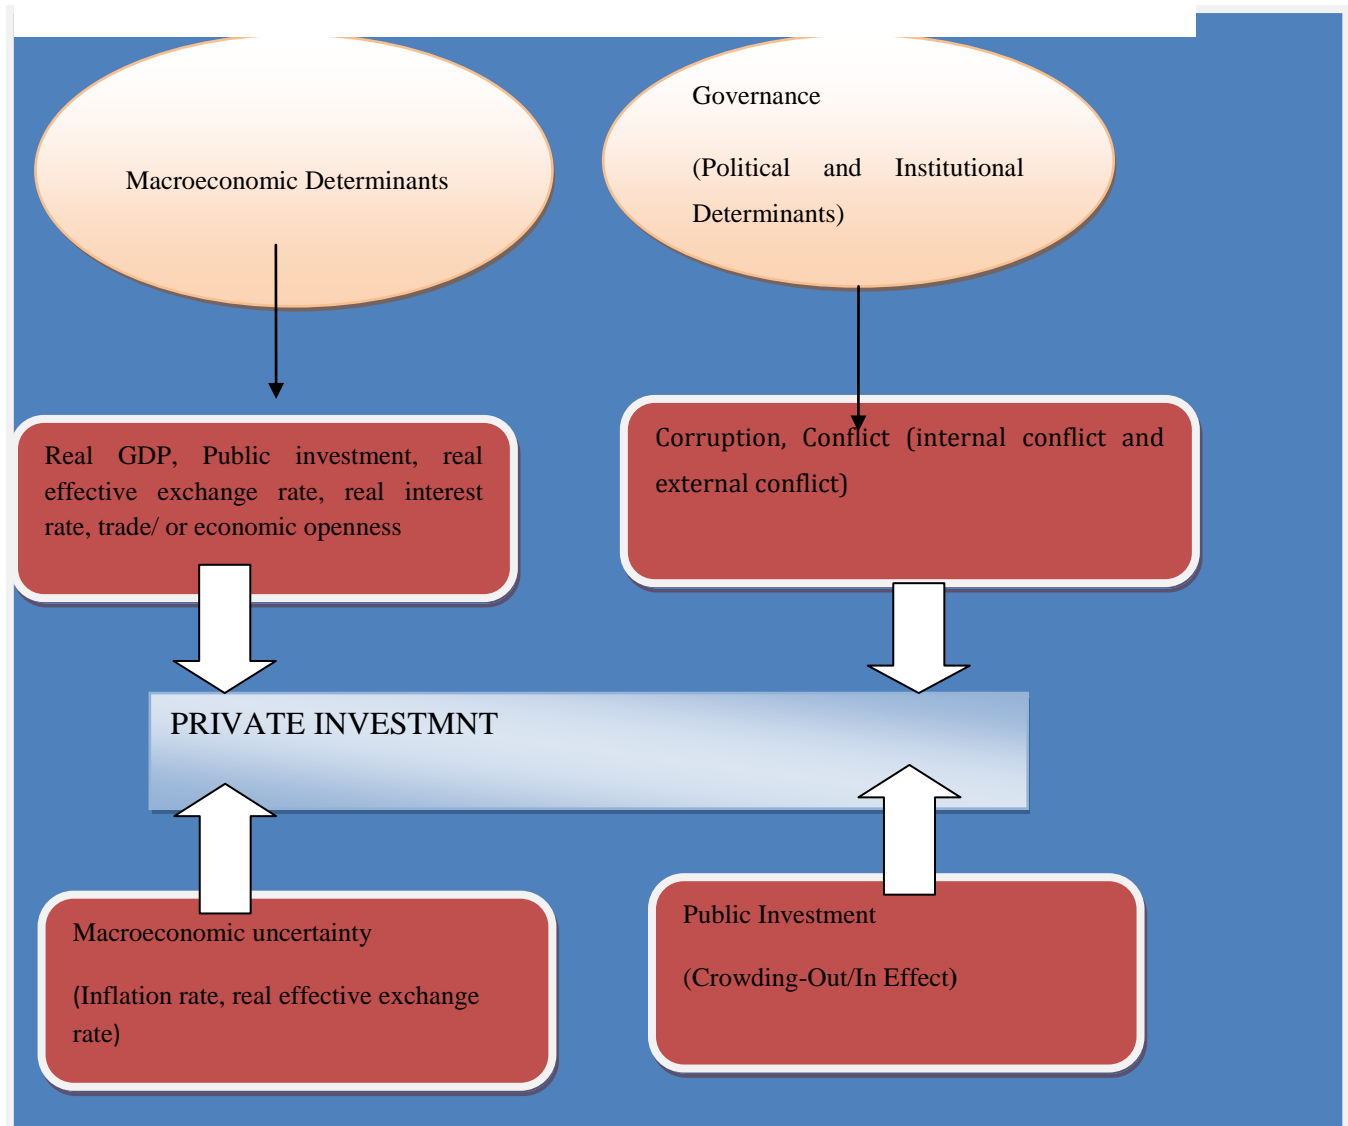 Macroeconomic Determinants
Governance
(Political and Institutional
Determinants)
Real GDP, Public investment, real
effective exchange rate, real interest
rate, trade/ or economic openness
Corruption, Conflict (internal conflict and
external conflict)
PRIVATE INVESTMNT
Macroeconomic uncertainty
(Inflation rate, real effective exchange
rate)
Public Investment
(Crowding-Out/In Effect)